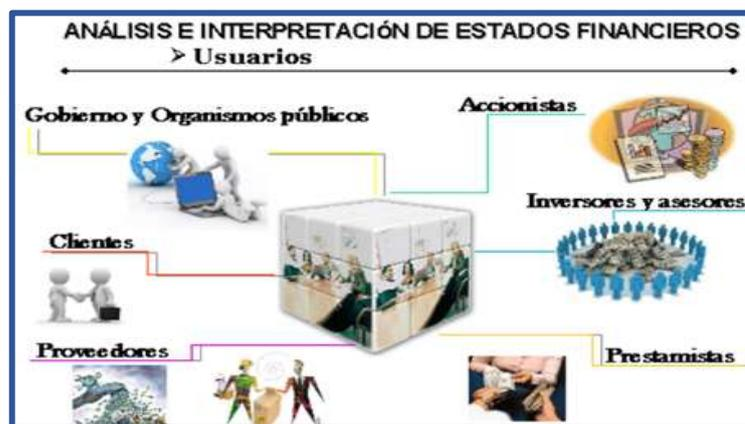 ANÁLISIS E INTERPRETACIÓN DE ESTADOS FINANCIEROS
➢ Usuarios
Gobierno y Organismos públicos
Accionistas
Inversores y asesores
Clientes
Proveedores
Prestamistas